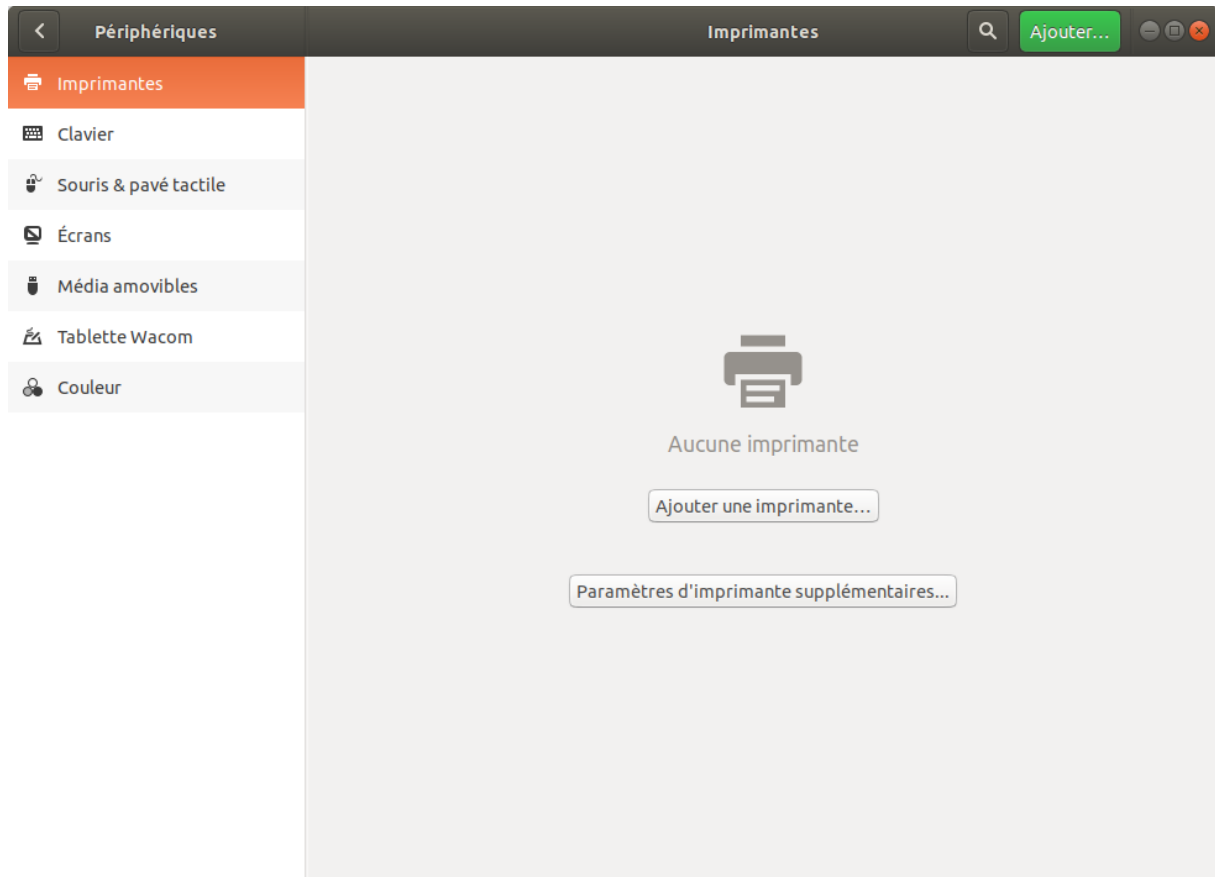 Périphériques
Imprimantes
Ajouter...
Imprimantes
Clavier
Souris & pavé tactile
Écrans
Média amovibles
Tablette Wacom
Couleur
Aucune imprimante
Ajouter une imprimante…
Paramètres d'imprimante supplémentaires...